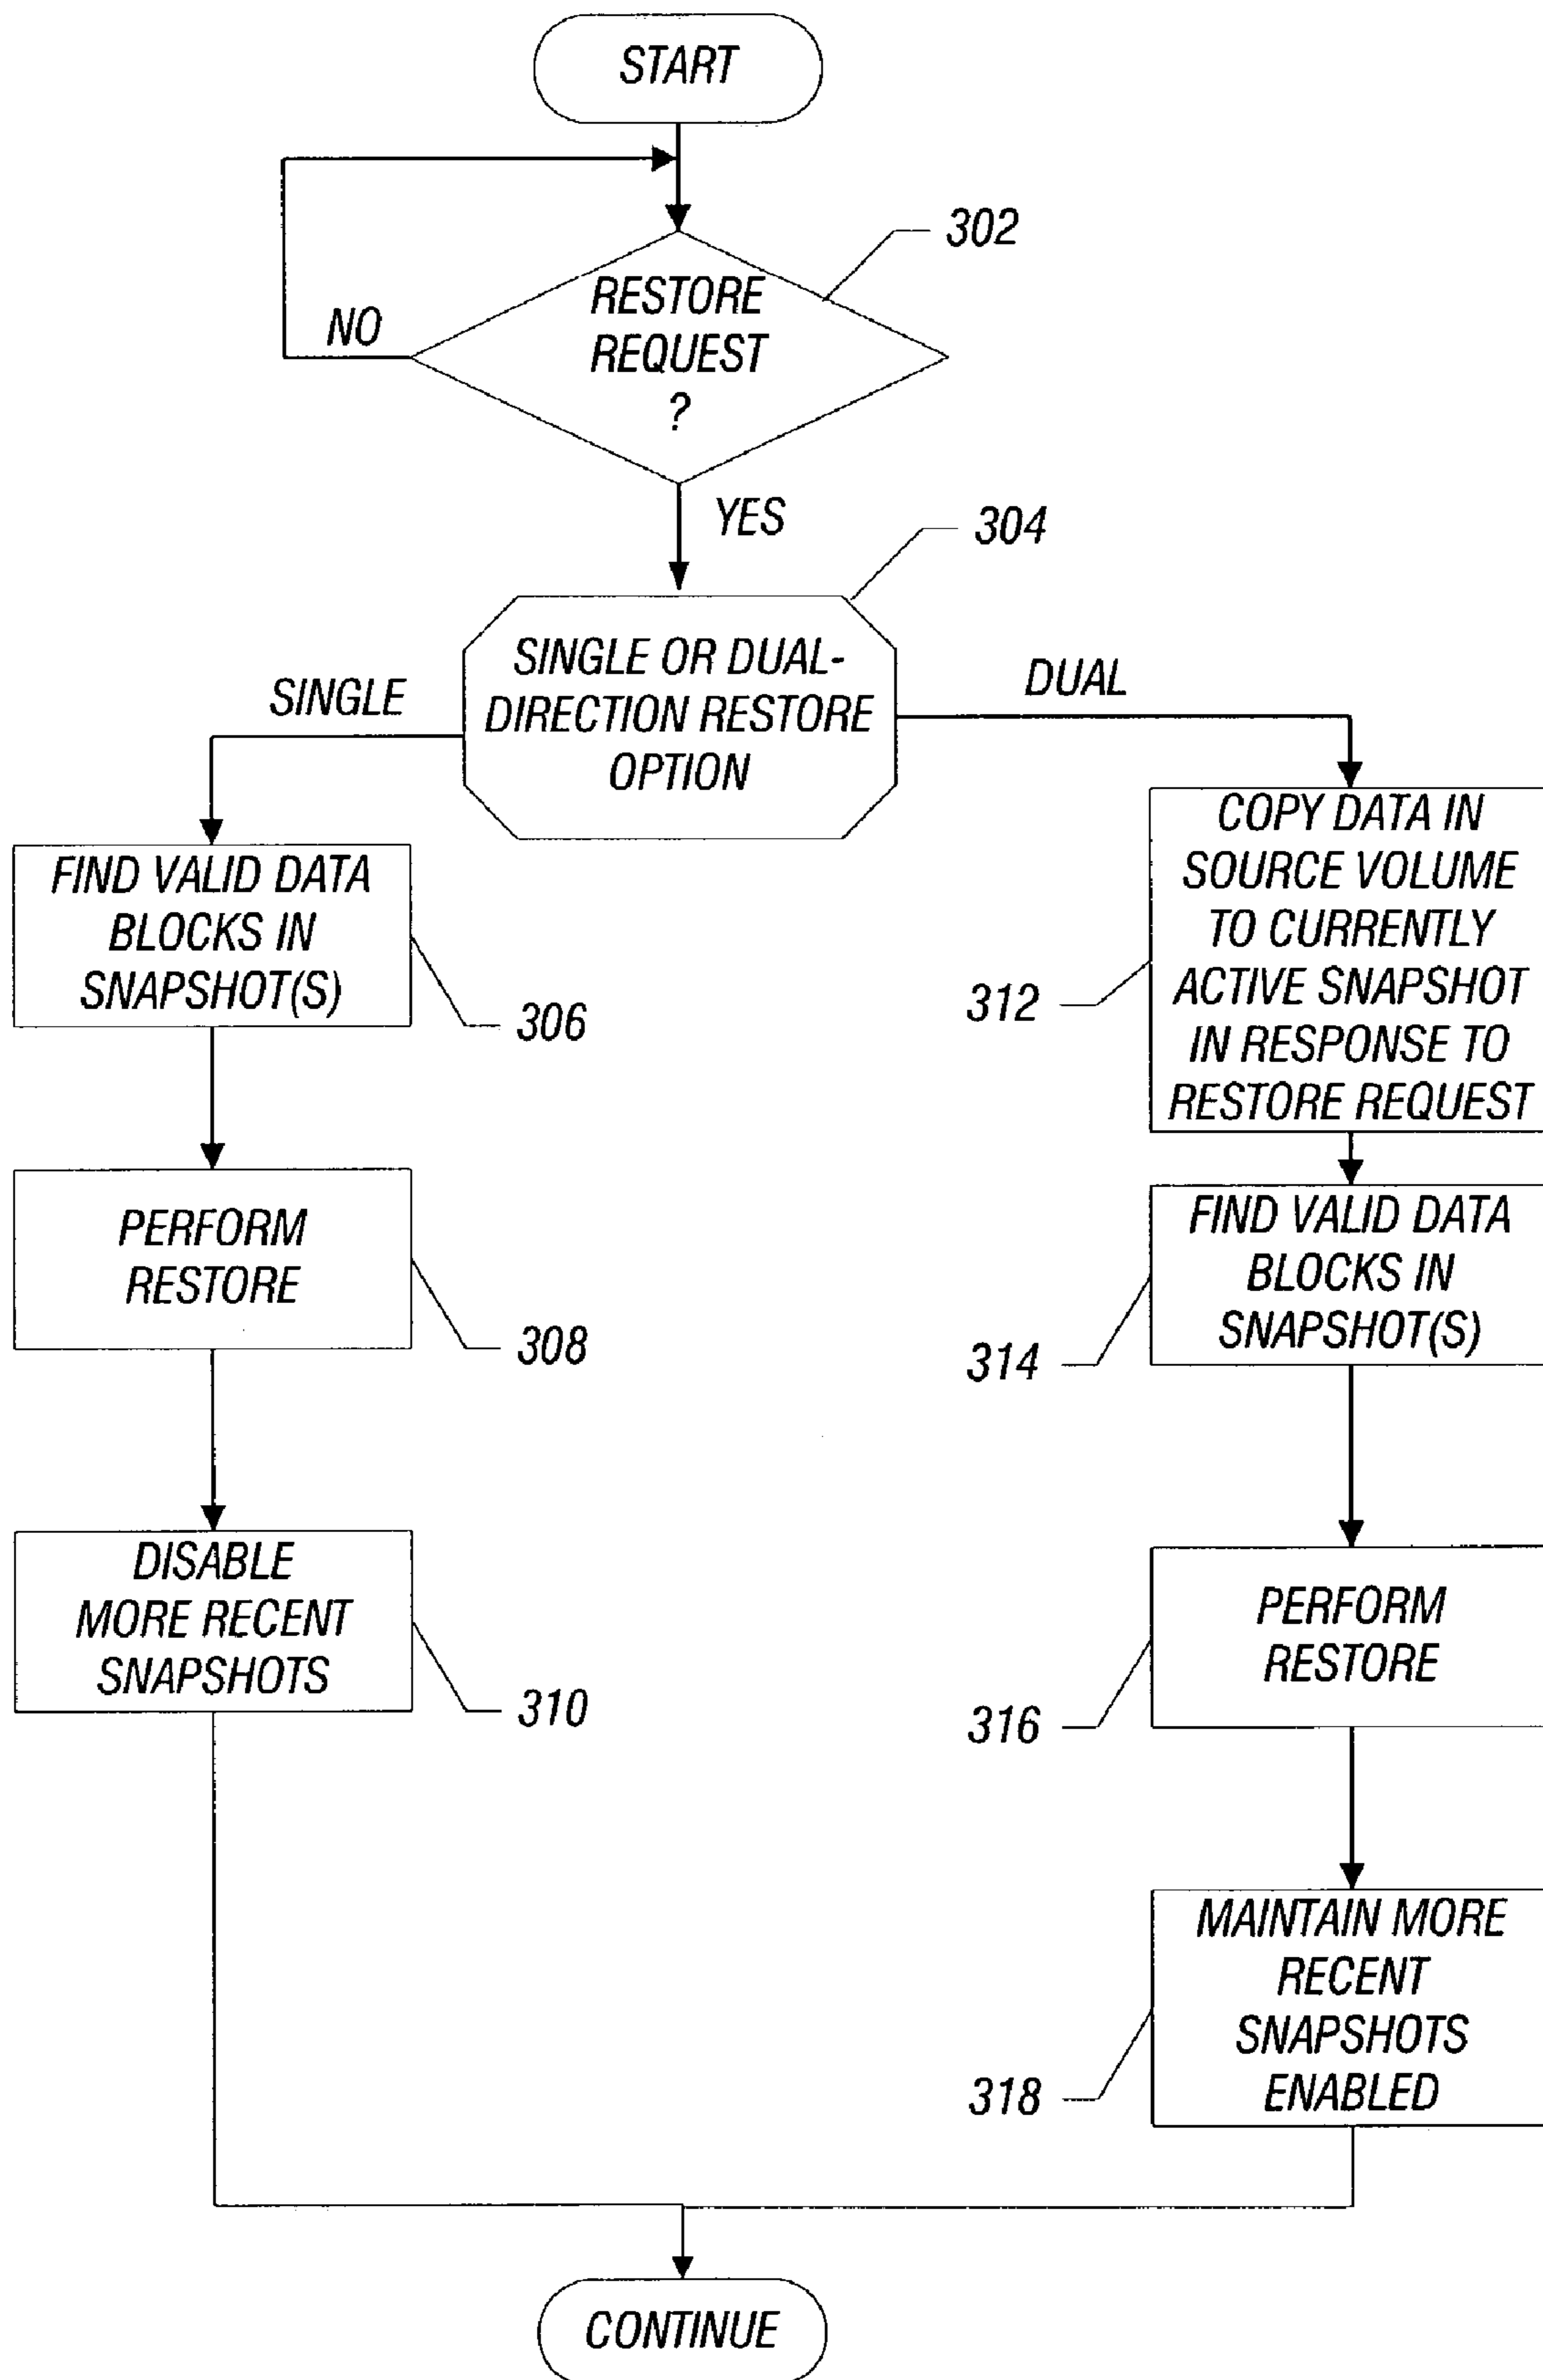 START
302
RESTORE
REQUEST
?
NO
YES
304
SINGLE OR DUAL-
DIRECTION RESTORE
OPTION
SINGLE
DUAL
FIND VALID DATA
BLOCKS IN
SNAPSHOT(S)
306
PERFORM
RESTORE
308
DISABLE
MORE RECENT
SNAPSHOTS
310
COPY DATA IN
SOURCE VOLUME
TO CURRENTLY
ACTIVE SNAPSHOT
IN RESPONSE TO
RESTORE REQUEST
312
FIND VALID DATA
BLOCKS IN
SNAPSHOT(S)
314
PERFORM
RESTORE
316
MAINTAIN MORE
RECENT
SNAPSHOTS
ENABLED
318
CONTINUE